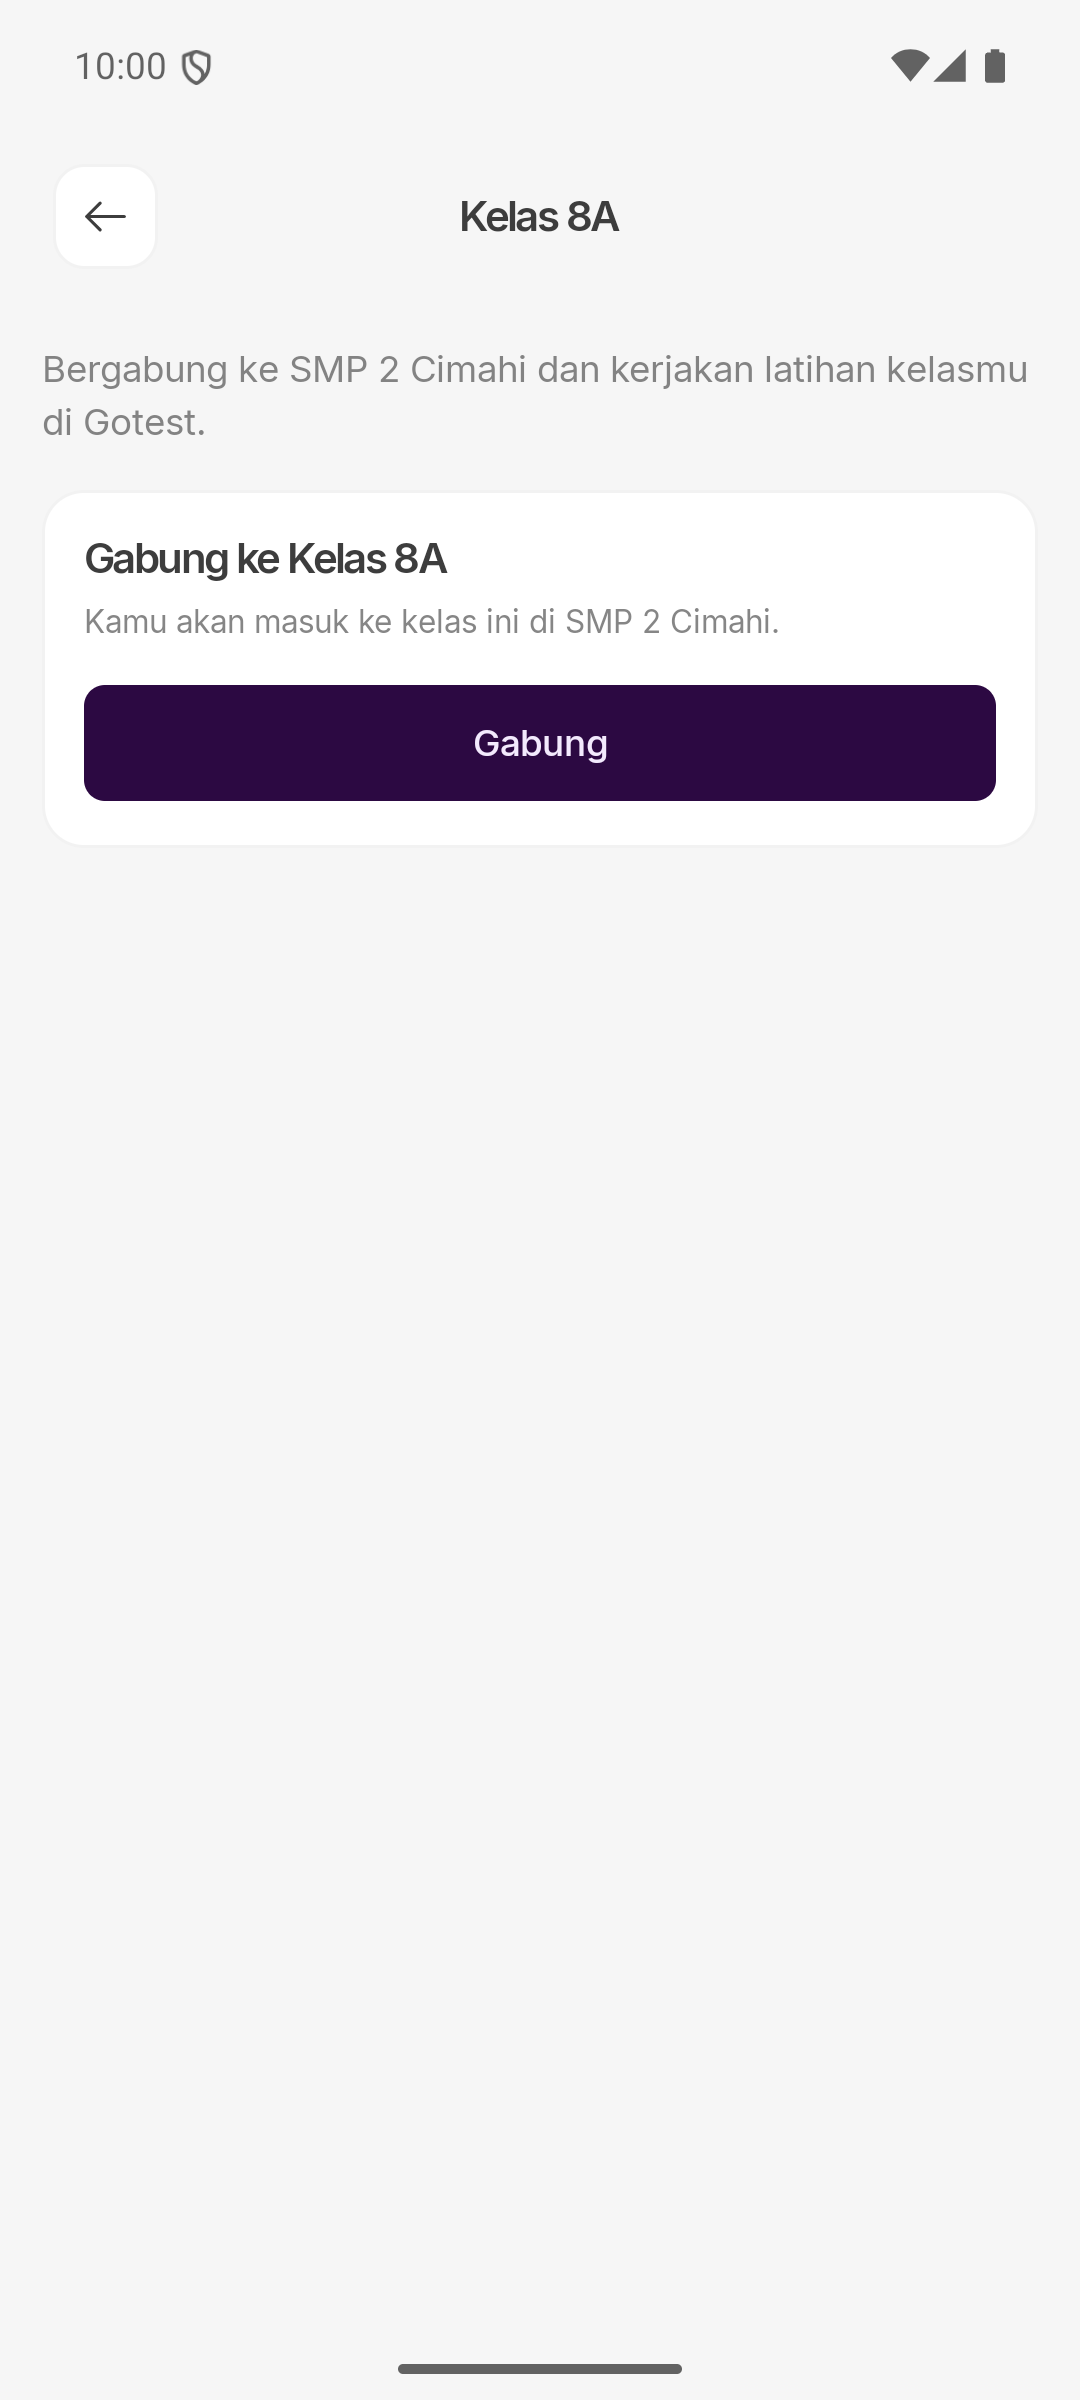 10:00
Kelas 8A
Bergabung ke SMP 2 Cimahi dan kerjakan latihan kelasmu
di Gotest.
Gabung ke Kelas 8A
Kamu akan masuk ke kelas ini di SMP 2 Cimahi.
Gabung